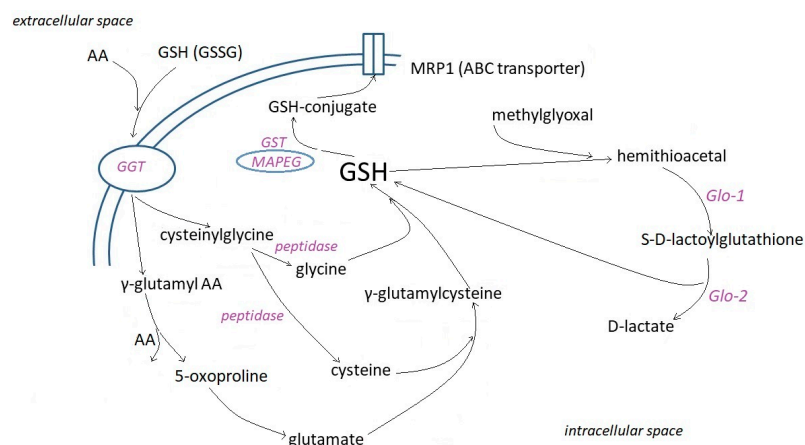 extracellular space
AA
GSH (GSSG)
MRP1 (ABC transporter)
GSH-conjugate
methylglyoxal
GST
MAPEG
GGT
GSH
hemithioacetal
Glo-1
cysteinylglycine
peptidase
glycine
S-D-lactoylglutathione
γ-glutamyl AA
γ-glutamylcysteine
Glo-2
peptidase
D-lactate
AA
5-oxoproline
cysteine
glutamate
intracellular space